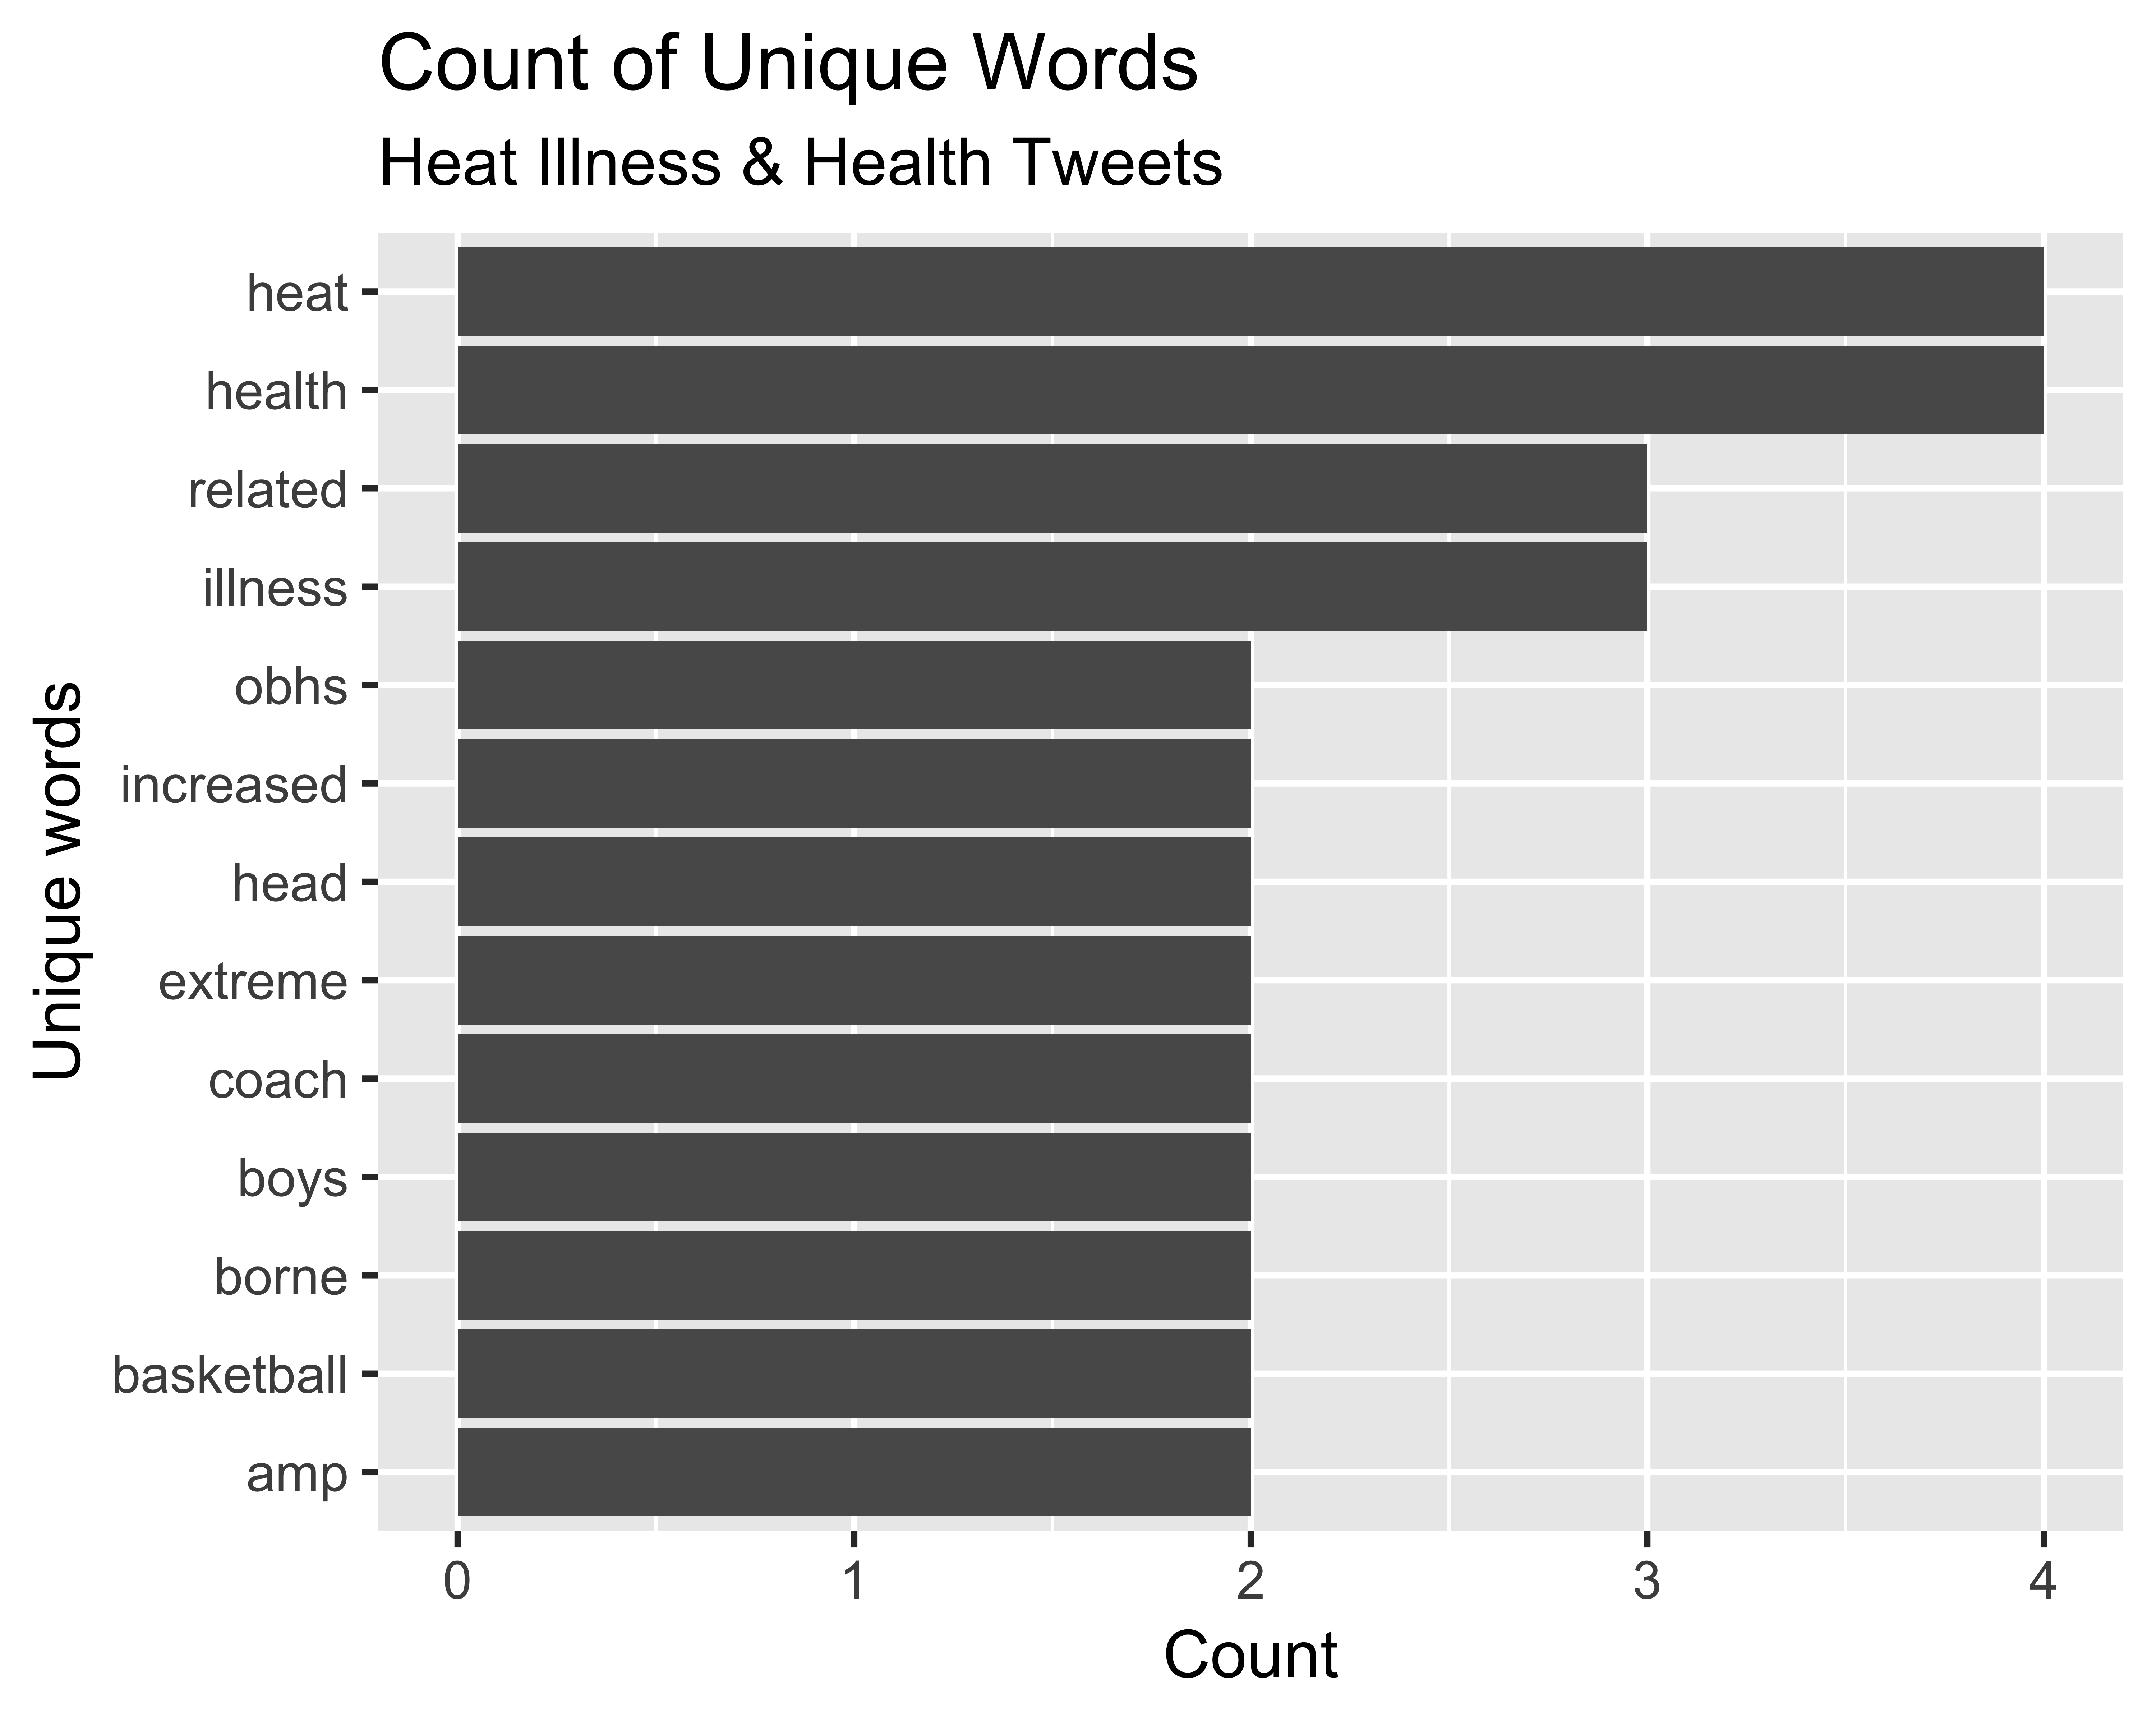 Count of Unique Words
Heat Illness & Health Tweets
heat
health
related
illness
obhs
increased
head
extreme
coach
boys
borne
basketball
amp
Unique words
0 1 2 3 4
Count